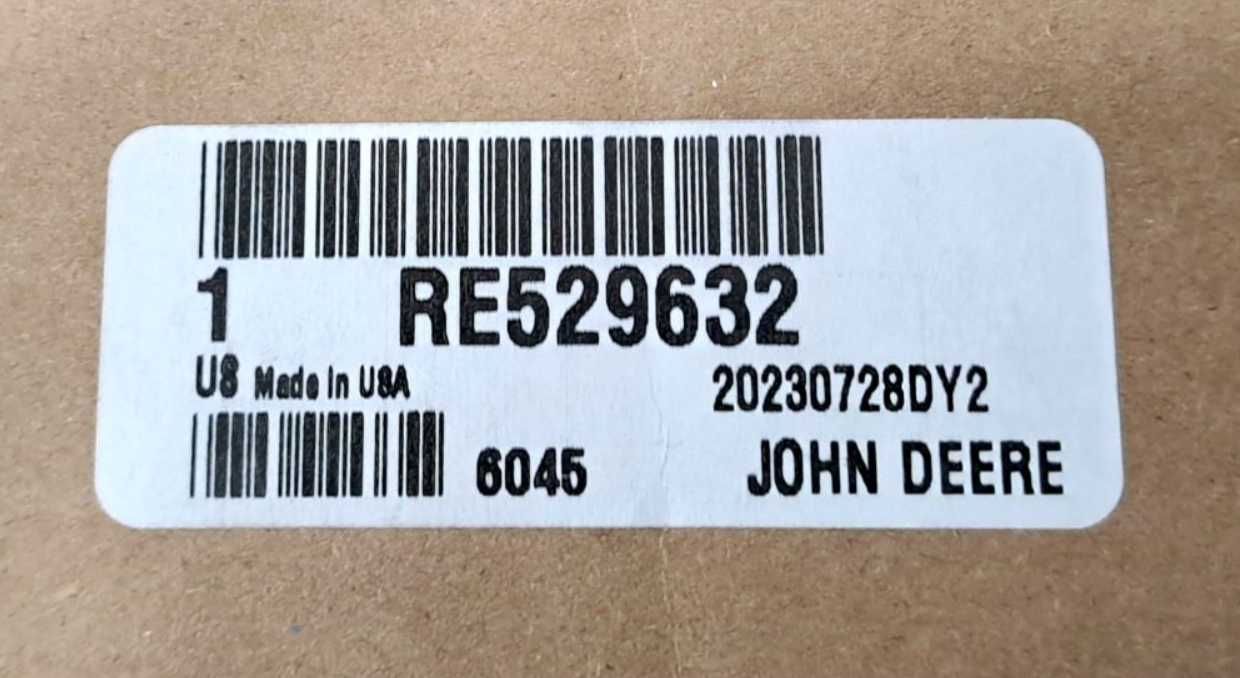 1 RE529632
US Made in USA 20230728DY2
6045 JOHN DEERE